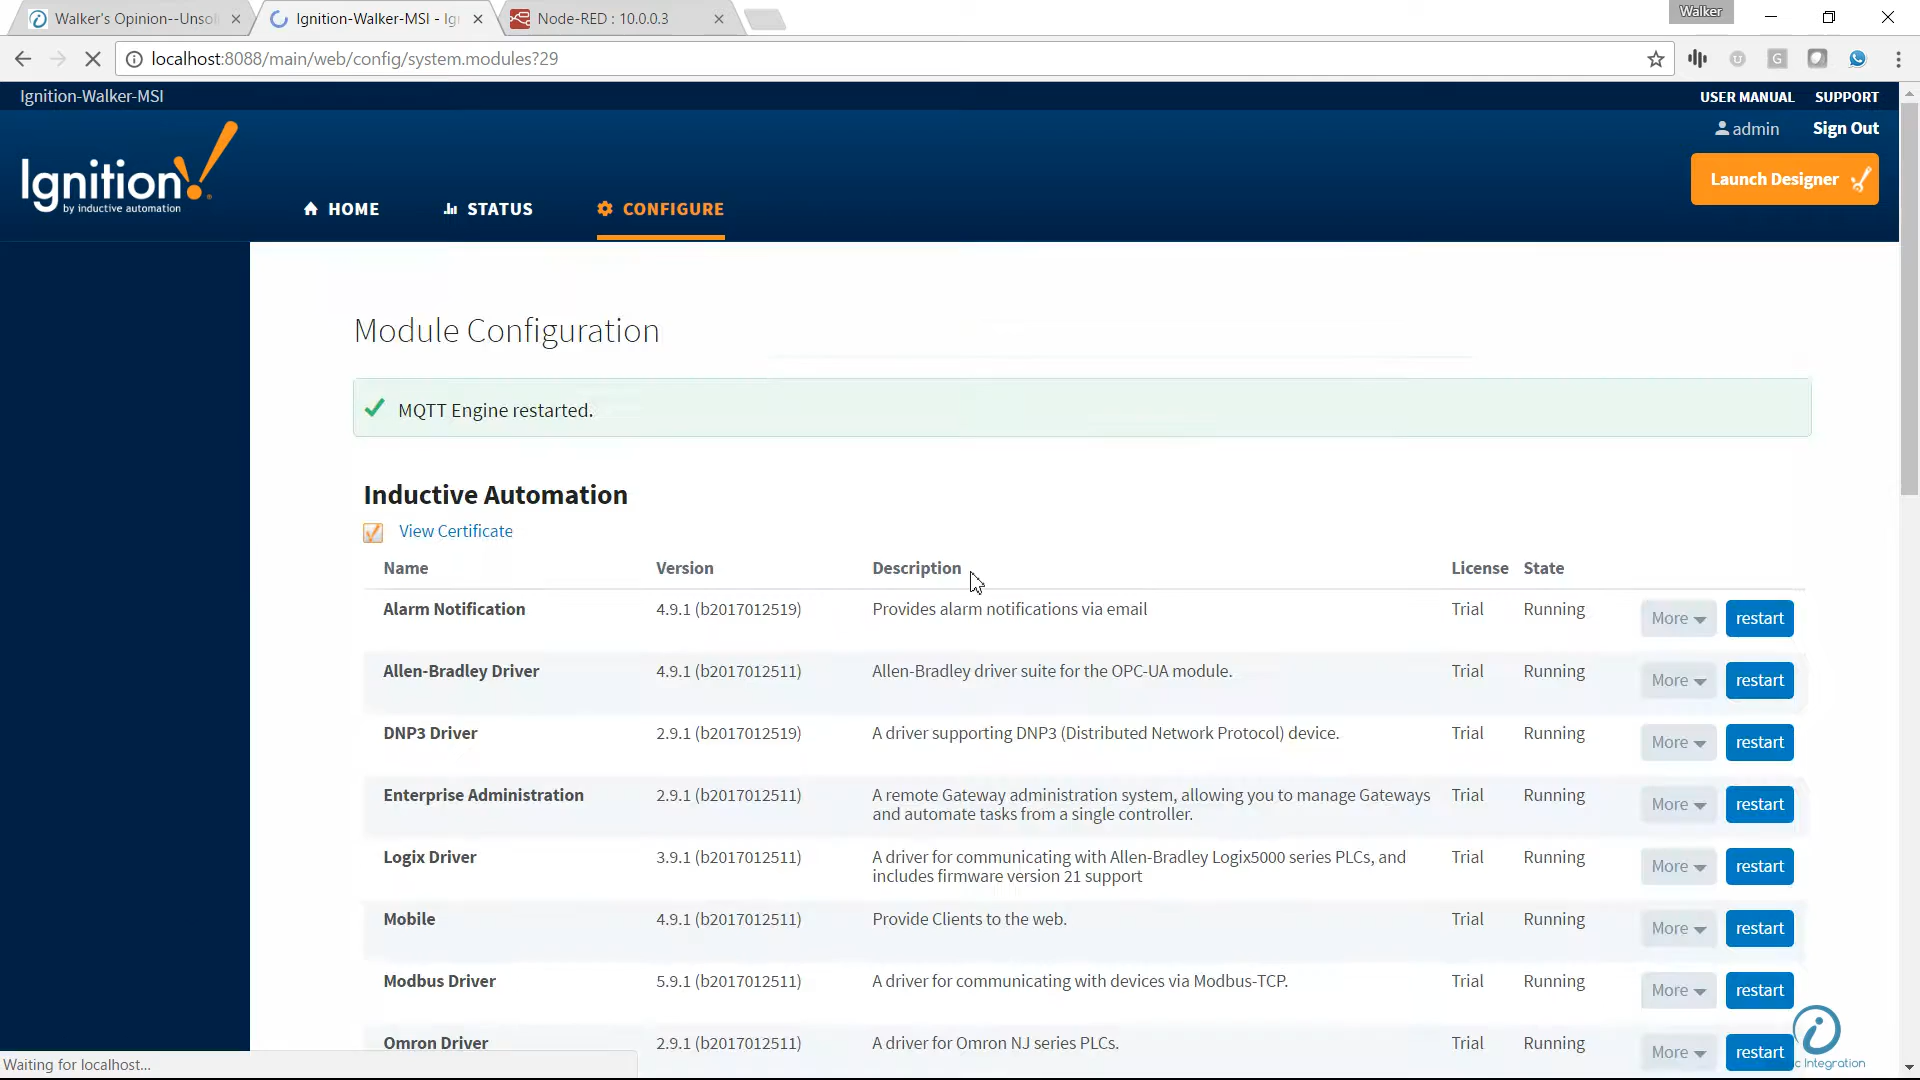 Walker's Opinion--Unsoli
Ignition-Walker-MSI - Ig
Node-RED : 10.0.0.3
Walker
localhost:8088/main/web/config/system.modules?29
Ignition-Walker-MSI
USER MANUAL SUPPORT
admin Sign Out
Ignition!
by inductive automation
Launch Designer
HOME STATUS CONFIGURE
Module Configuration
MQTT Engine restarted.
Inductive Automation
View Certificate
Name Version Description License State
Alarm Notification 4.9.1 (b2017012519) Provides alarm notifications via email Trial Running More restart
Allen-Bradley Driver 4.9.1 (b2017012511) Allen-Bradley driver suite for the OPC-UA module. Trial Running More restart
DNP3 Driver 2.9.1 (b2017012519) A driver supporting DNP3 (Distributed Network Protocol) device. Trial Running More restart
Enterprise Administration 2.9.1 (b2017012511) A remote Gateway administration system, allowing you to manage Gateways Trial Running More restart
and automate tasks from a single controller.
Logix Driver 3.9.1 (b2017012511) A driver for communicating with Allen-Bradley Logix5000 series PLCs, and Trial Running More restart
includes firmware version 21 support
Mobile 4.9.1 (b2017012511) Provide Clients to the web. Trial Running More restart
Modbus Driver 5.9.1 (b2017012511) A driver for communicating with devices via Modbus-TCP. Trial Running More restart
Omron Driver 2.9.1 (b2017012511) A driver for Omron NJ series PLCs. Trial Running More restart
c Integration
Waiting for localhost...